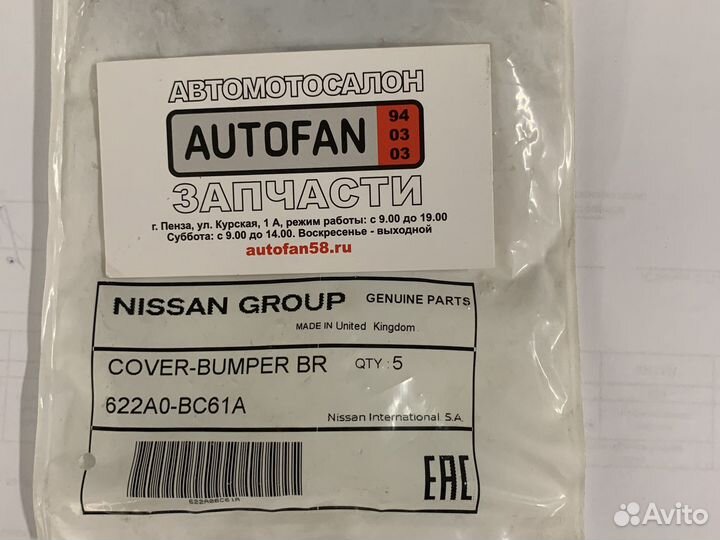 АВТОМОТОСАЛОН
AUTOFAN
94
03
03
ЗАПЧАСТИ
г. Пенза, ул. Курская, 1 А, режим работы: с 9.00 до 19.00
Суббота: с 9.00 до 14.00. Воскресенье - выходной
autofan58.ru
NISSAN GROUP GENUINE PARTS
MADE IN United Kingdom
COVER-BUMPER BR QTY : 5
622A0-BC61A
Nissan International S.A.
622A0BC61A
EAC
Avito